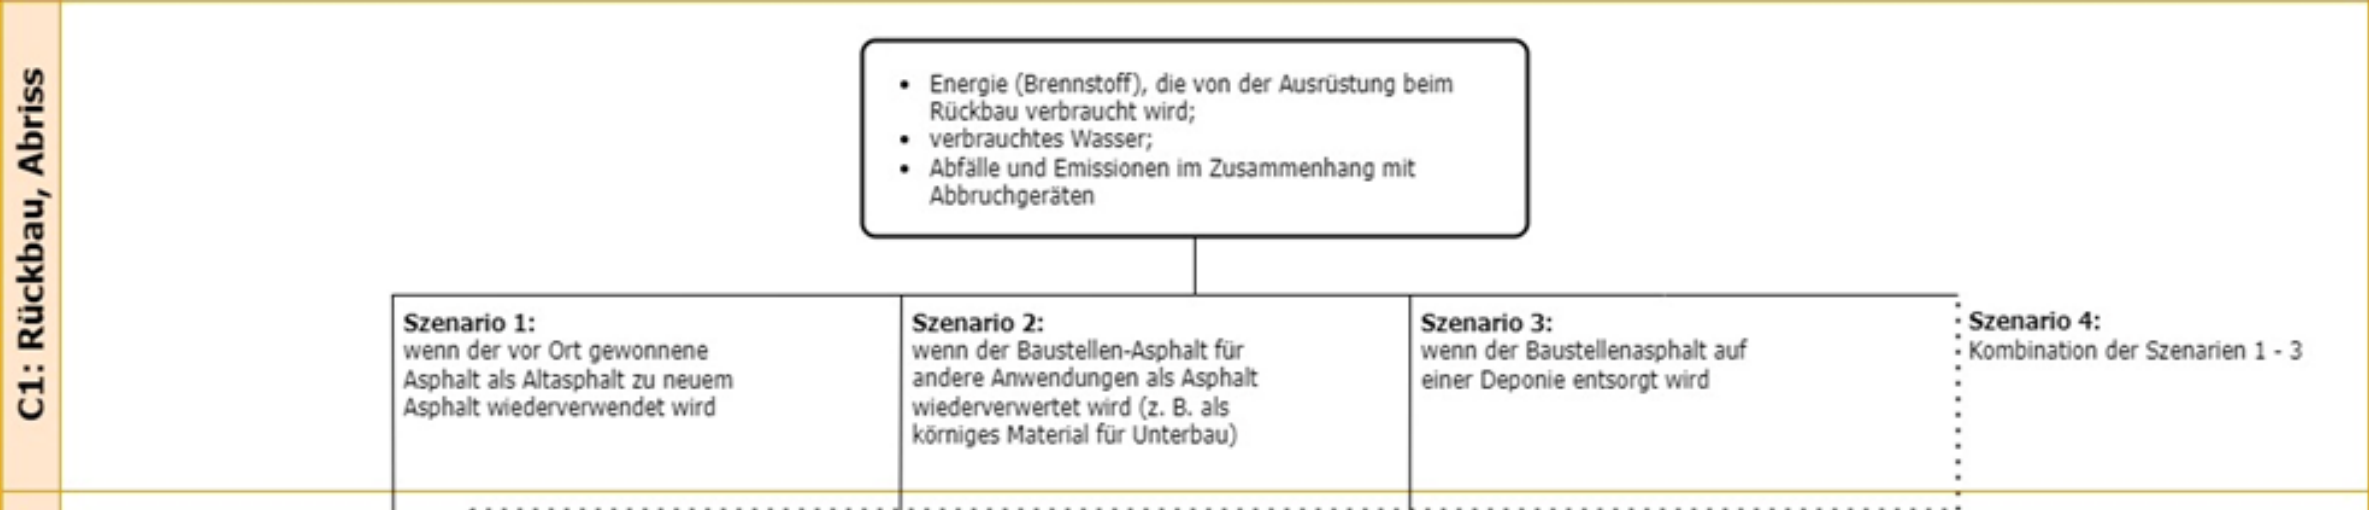 C1: Rückbau, Abriss
• Energie (Brennstoff), die von der Ausrüstung beim
Rückbau verbraucht wird;
• verbrauchtes Wasser;
• Abfälle und Emissionen im Zusammenhang mit
Abbruchgeräten
Szenario 1:
wenn der vor Ort gewonnene
Asphalt als Altasphalt zu neuem
Asphalt wiederverwendet wird
Szenario 2:
wenn der Baustellen-Asphalt für
andere Anwendungen als Asphalt
wiederverwertet wird (z. B. als
körniges Material für Unterbau)
Szenario 3:
wenn der Baustellenasphalt auf
einer Deponie entsorgt wird
Szenario 4:
Kombination der Szenarien 1 - 3